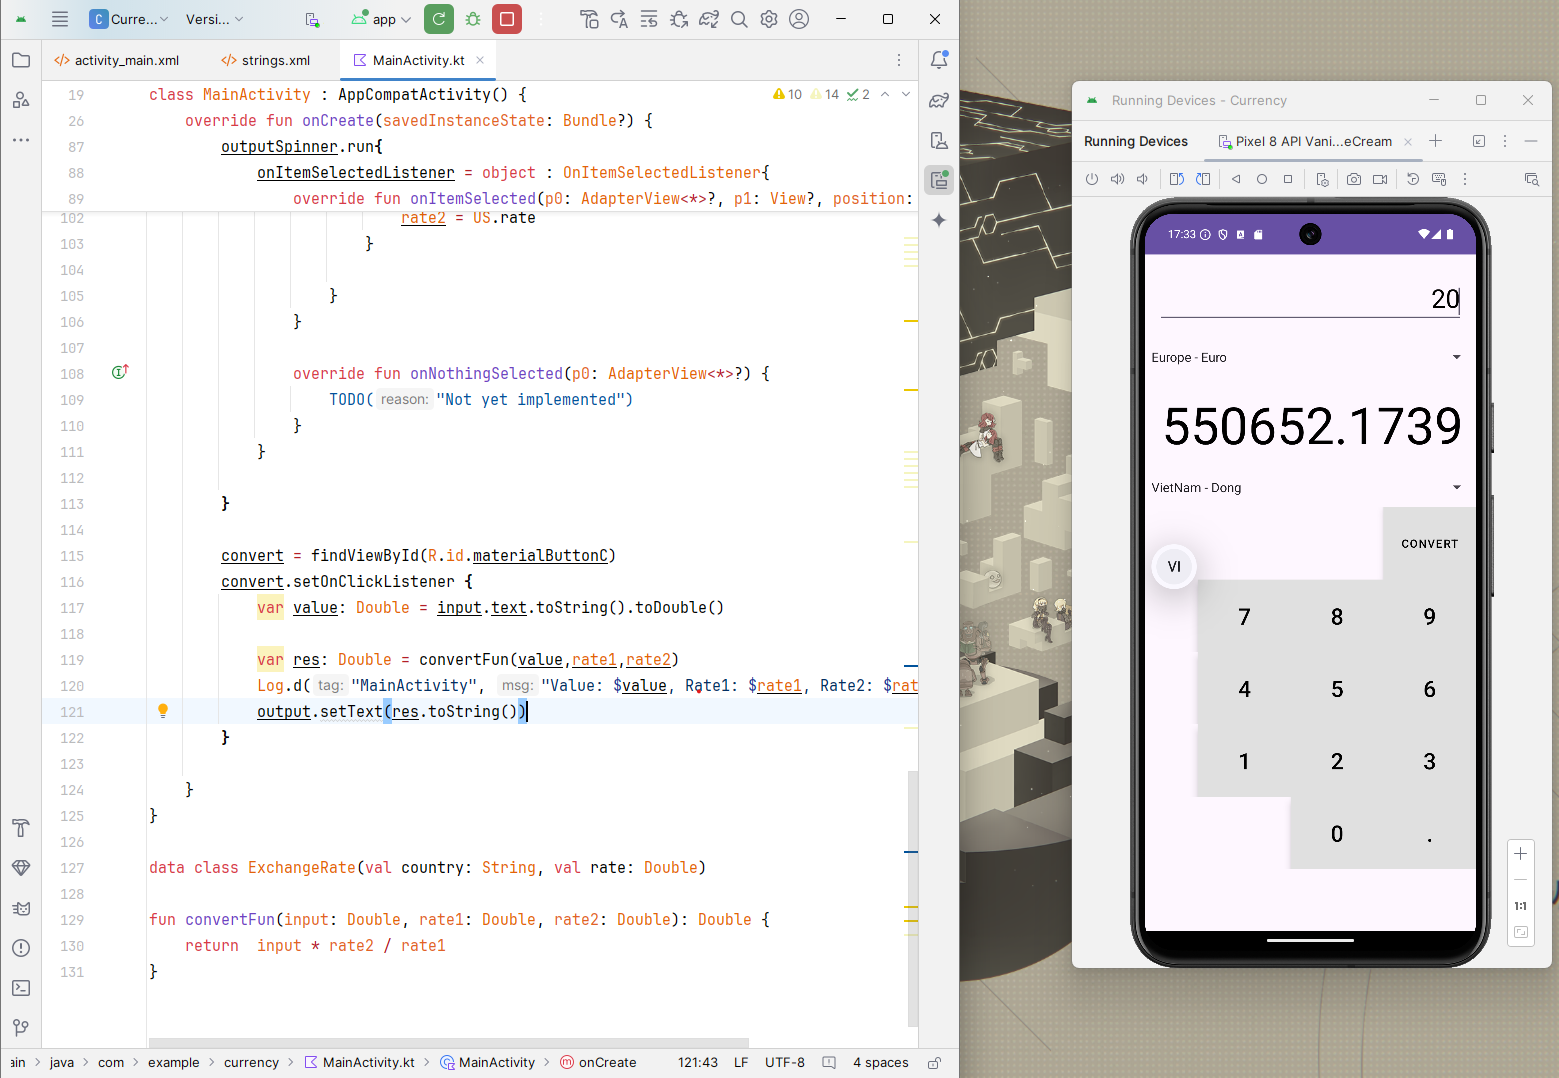 C Curre...
Versi...
app
activity_main.xml
strings.xml
MainActivity.kt
19 class MainActivity : AppCompatActivity() {
10 14 2
26 override fun onCreate(savedInstanceState: Bundle?) {
87 outputSpinner.run{
88 onItemSelectedListener = object : OnItemSelectedListener{
89 override fun onItemSelected(p0: AdapterView<*>?, p1: View?, position:
102 rate2 = US.rate
103 }
104
105 }
106 }
107
108 override fun onNothingSelected(p0: AdapterView<*>?) {
109 TODO( reason: "Not yet implemented")
110 }
111 }
112
113 }
114
115 convert = findViewById(R.id.materialButtonC)
116 convert.setOnClickListener {
117 var value: Double = input.text.toString().toDouble()
118
119 var res: Double = convertFun(value,rate1,rate2)
120 Log.d( tag: "MainActivity", msg: "Value: $value, Rate1: $rate1, Rate2: $rat
121 output.setText(res.toString())
122 }
123
124 }
125 }
126
127 data class ExchangeRate(val country: String, val rate: Double)
128
129 fun convertFun(input: Double, rate1: Double, rate2: Double): Double {
130 return input * rate2 / rate1
131 }
ain > java > com > example > currency > MainActivity.kt > MainActivity > onCreate
121:43 LF UTF-8 4 spaces
Running Devices - Currency
Running Devices
Pixel 8 API Vani...eCream
17:33
20
Europe - Euro
550652.1739
VietNam - Dong
CONVERT
VI
7 8 9
4 5 6
1 2 3
0 .
1:1